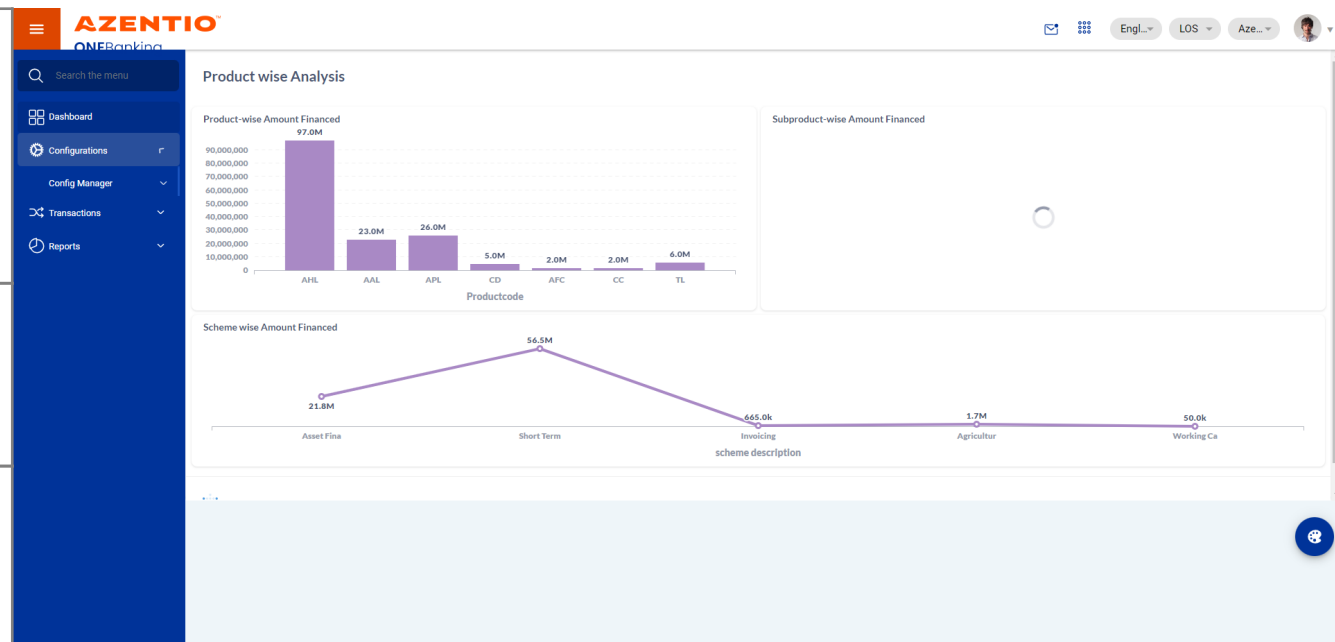 AZENTIO
ONEBanking
Engl...
LOS
Aze...
Search the menu
Dashboard
Configurations
Config Manager
Transactions
Reports
Product wise Analysis
Product-wise Amount Financed
97.0M
90,000,000
80,000,000
70,000,000
60,000,000
50,000,000
40,000,000
30,000,000
20,000,000
10,000,000
0
23.0M
26.0M
5.0M
2.0M
2.0M
6.0M
AHL
AAL
APL
CD
AFC
CC
TL
Productcode
Subproduct-wise Amount Financed
Scheme wise Amount Financed
56.5M
21.8M
665.0k
1.7M
50.0k
Asset Fina
Short Term
Invoicing
Agricultur
Working Ca
scheme description